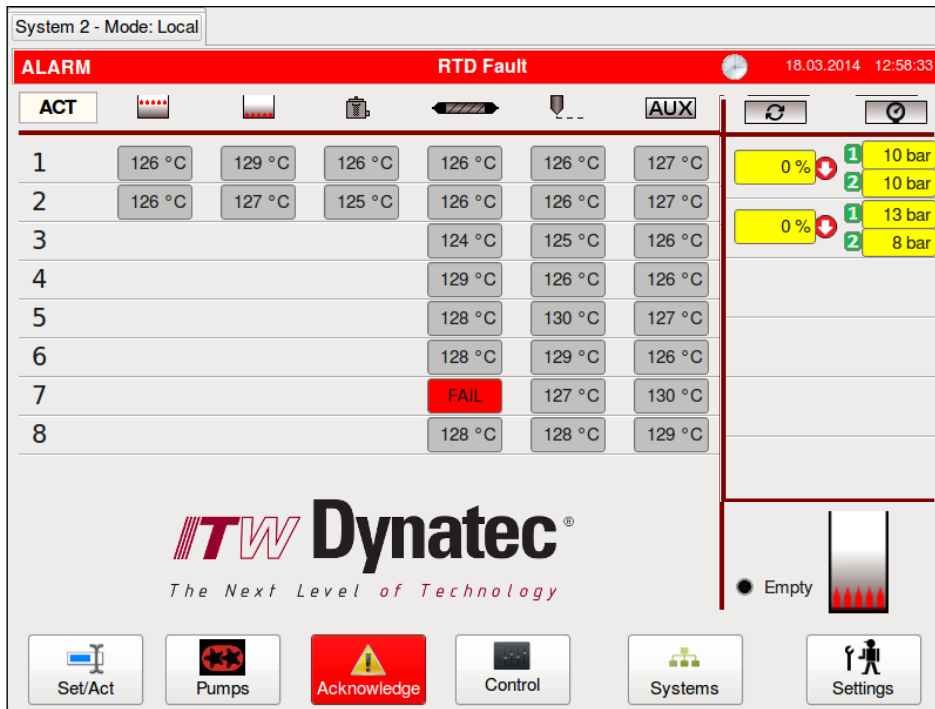 System 2 - Mode: Local
ALARM RTD Fault 18.03.2014 12:58:33
ACT AUX
1 126 °C 129 °C 126 °C 126 °C 126 °C 127 °C 0 % 1 10 bar
2 10 bar
2 126 °C 127 °C 125 °C 126 °C 126 °C 127 °C 0 % 1 13 bar
2 8 bar
3 124 °C 125 °C 126 °C
4 129 °C 126 °C 126 °C
5 128 °C 130 °C 127 °C
6 128 °C 129 °C 126 °C
7 FAIL 127 °C 130 °C
8 128 °C 128 °C 129 °C
ITW Dynatec®
The Next Level of Technology
Empty
Set/Act Pumps Acknowledge Control Systems Settings